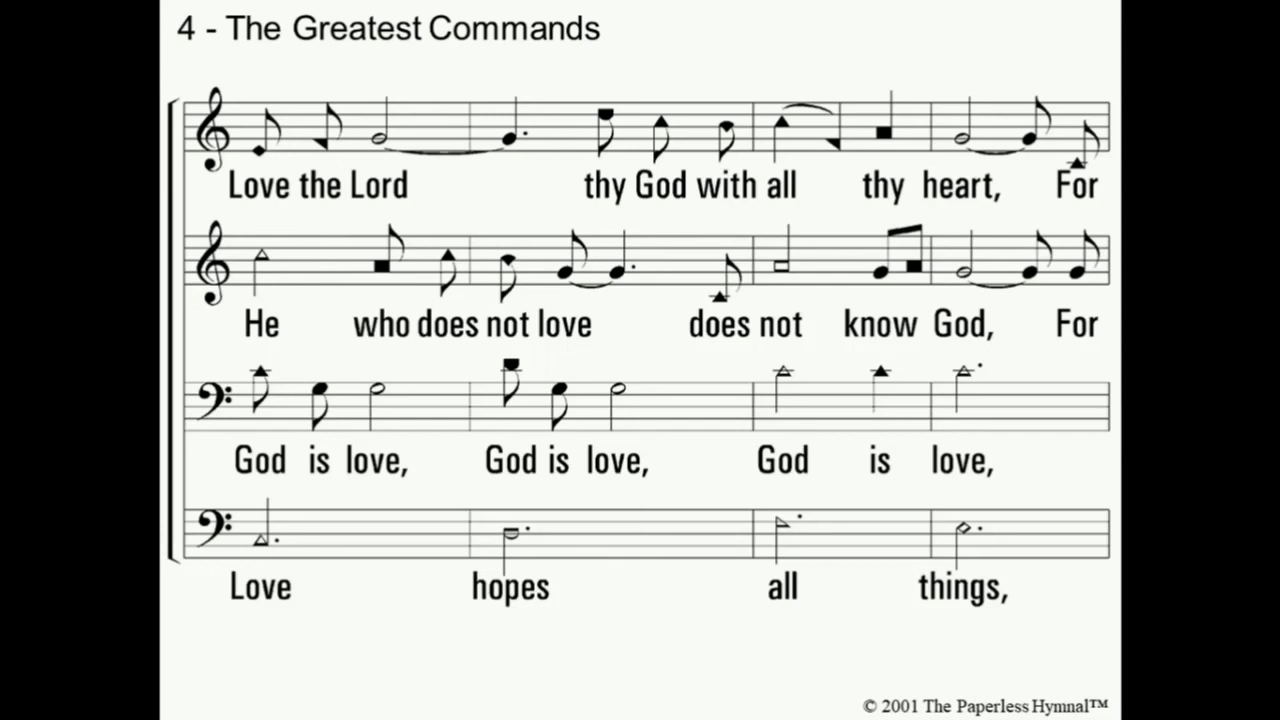 4 - The Greatest Commands
Love the Lord thy God with all thy heart, For
He who does not love does not know God, For
God is love, God is love, God is love,
Love hopes all things,
© 2001 The Paperless Hymnal™